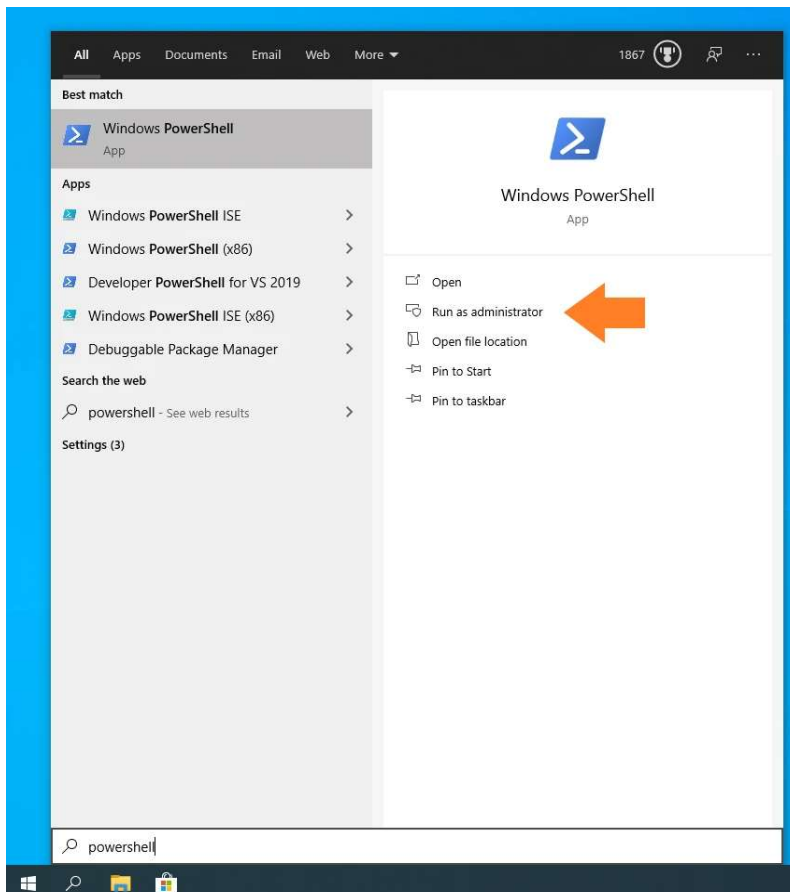 All Apps Documents Email Web More 1867 ...
Best match
Windows PowerShell
App
Apps
Windows PowerShell ISE
Windows PowerShell (x86)
Developer PowerShell for VS 2019
Windows PowerShell ISE (x86)
Debuggable Package Manager
Search the web
powershell - See web results
Settings (3)
Windows PowerShell
App
Open
Run as administrator
Open file location
Pin to Start
Pin to taskbar
powershell